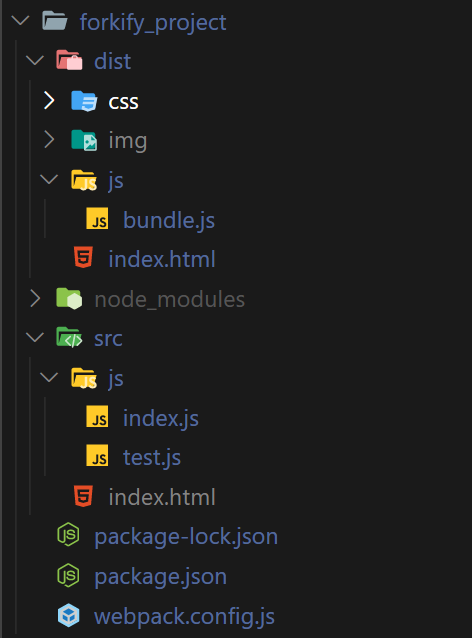 forkify_project
dist
css
img
js
JS bundle.js
index.html
node_modules
src
js
JS index.js
JS test.js
index.html
package-lock.json
package.json
webpack.config.js